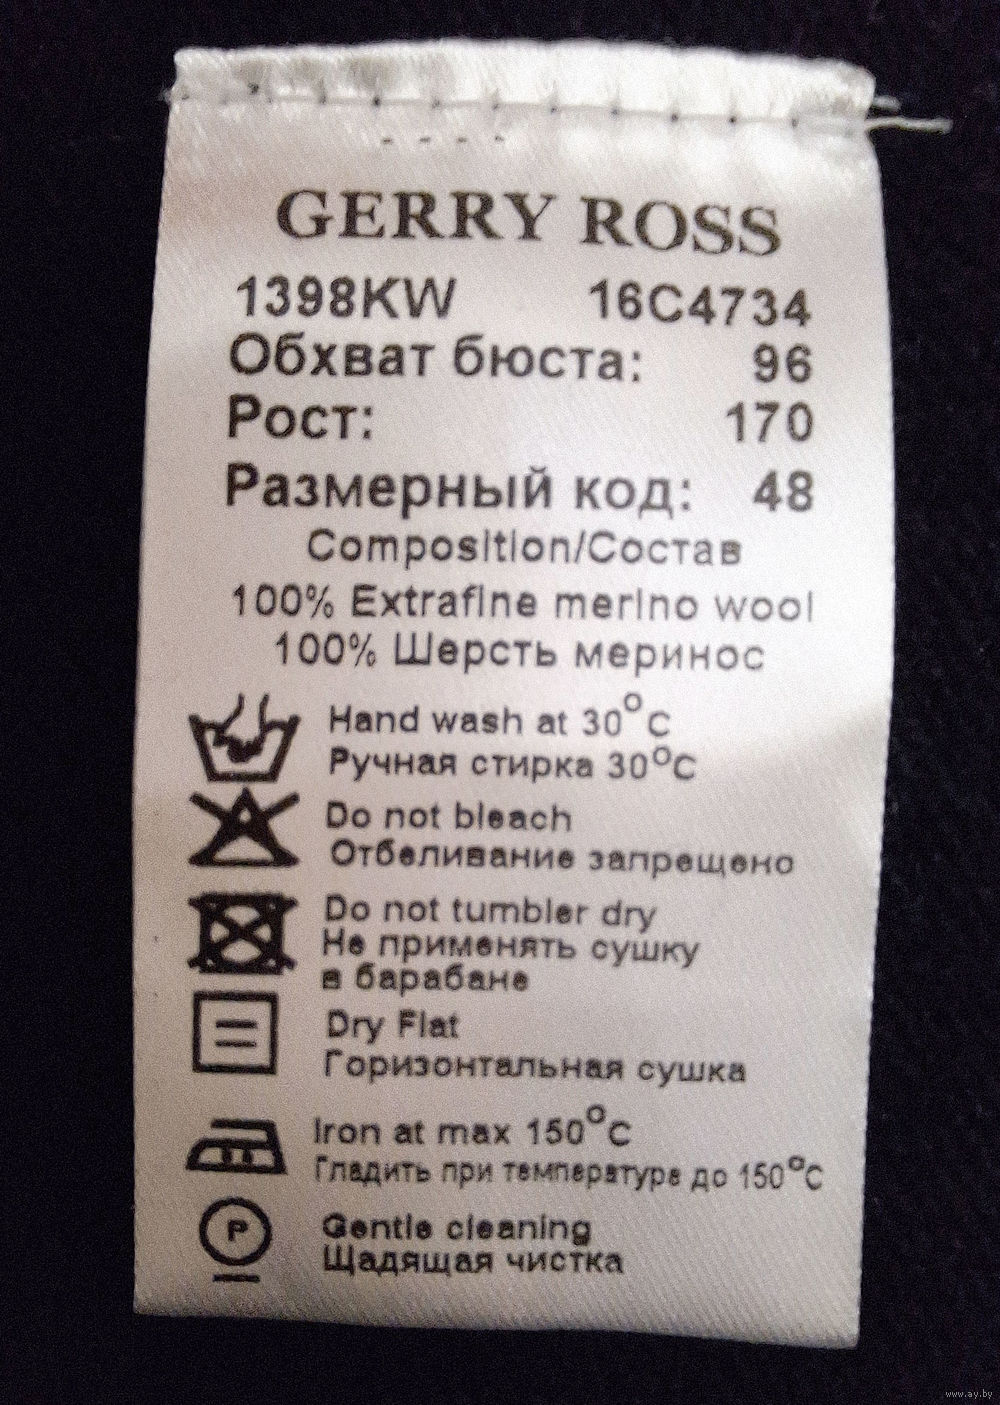 GERRY ROSS
1398KW 16C4734
Обхват бюста: 96
Рост: 170
Размерный код: 48
Composition/Состав
100% Extrafine merino wool
100% Шерсть меринос
Hand wash at 30°C
Ручная стирка 30°C
Do not bleach
Отбеливание запрещено
Do not tumbler dry
Не применять сушку
в барабане
Dry Flat
Горизонтальная сушка
Iron at max 150°C
Гладить при температуре до 150°C
P
Gentle cleaning
Щадящая чистка
www.ay.by